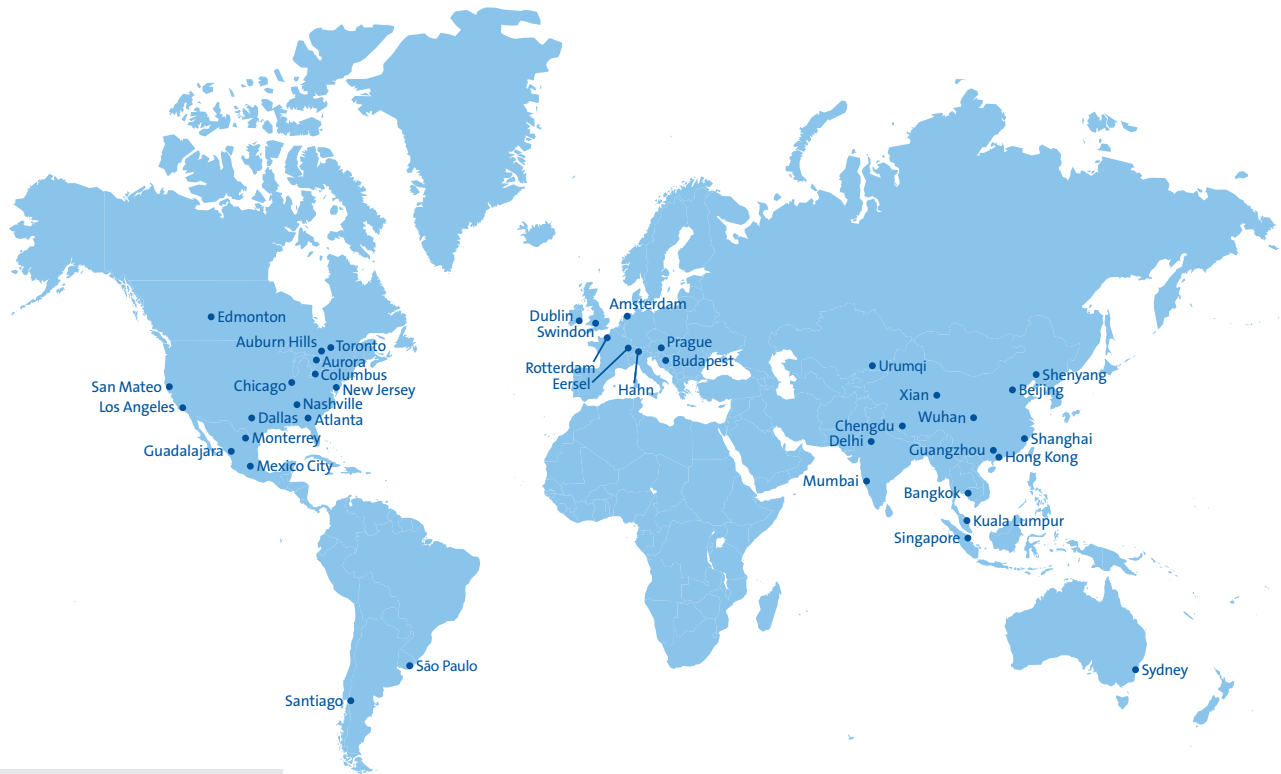 Edmonton
Auburn Hills
Toronto
Aurora
Columbus
San Mateo
Chicago
New Jersey
Los Angeles
Nashville
Dallas
Atlanta
Monterrey
Guadalajara
Mexico City
São Paulo
Santiago
Amsterdam
Dublin
Swindon
Prague
Budapest
Rotterdam
Eersel
Hahn
Urumqi
Shenyang
Beijing
Xian
Wuhan
Chengdu
Delhi
Shanghai
Guangzhou
Hong Kong
Mumbai
Bangkok
Kuala Lumpur
Singapore
Sydney